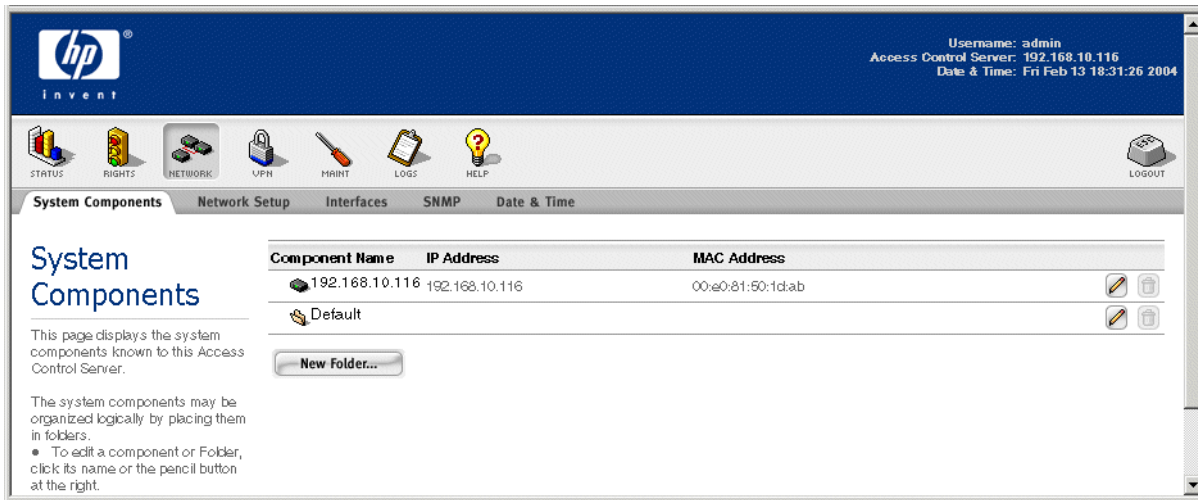 hp
®
invent
Username: admin
Access Control Server: 192.168.10.116
Date & Time: Fri Feb 13 18:31:26 2004
STATUS RIGHTS NETWORK VPN MAINT LOGS HELP LOGOUT
System Components Network Setup Interfaces SNMP Date & Time
System
Components
This page displays the system
components known to this Access
Control Server.
The system components may be
organized logically by placing them
in folders.
● To edit a component or Folder,
click its name or the pencil button
at the right.
Component Name IP Address MAC Address
192.168.10.116 192.168.10.116 00:e0:81:50:1d:ab
Default
New Folder...